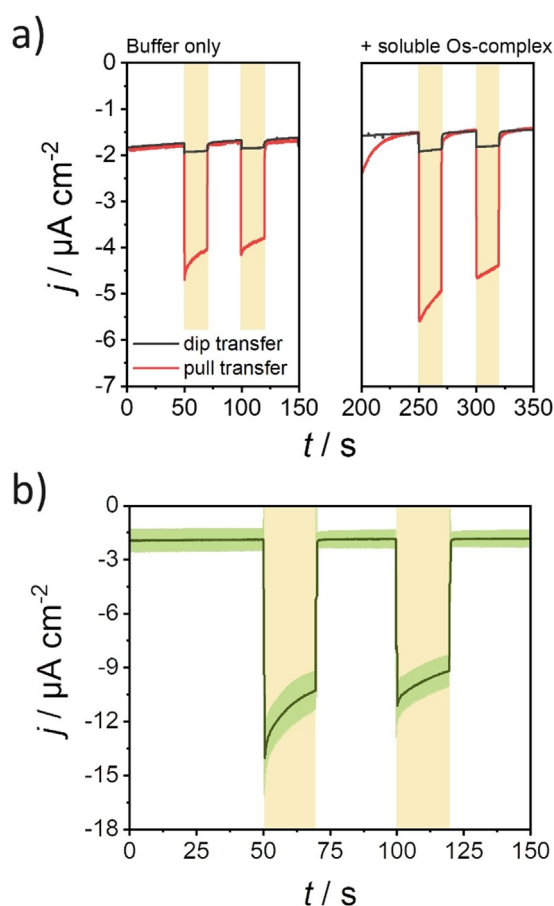 a)
Buffer only
+ soluble Os-complex
j / µA cm-2
0
-1
-2
-3
-4
-5
-6
-7
dip transfer
pull transfer
0 50 100 150
200 250 300 350
t / s
t / s
b)
j / µA cm-2
0
-3
-6
-9
-12
-15
-18
0 25 50 75 100 125 150
t / s